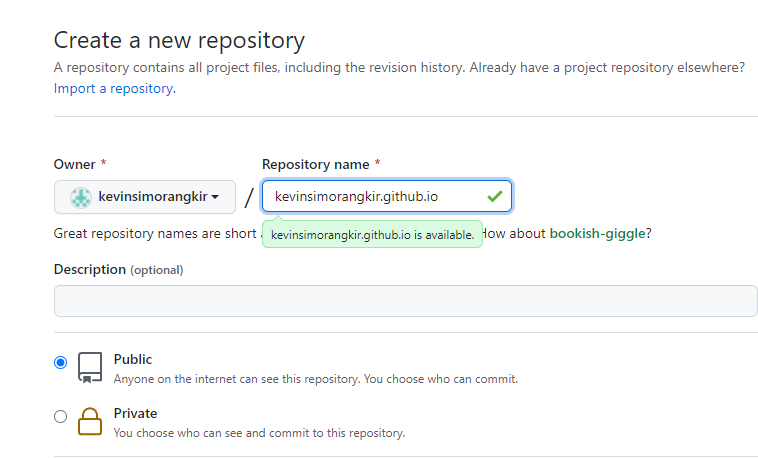 Create a new repository
A repository contains all project files, including the revision history. Already have a project repository elsewhere?
Import a repository.
Owner *
Repository name *
kevinsimorangkir
/
kevinsimorangkir.github.io
Great repository names are short
How about bookish-giggle?
kevinsimorangkir.github.io is available.
Description (optional)
Public
Anyone on the internet can see this repository. You choose who can commit.
Private
You choose who can see and commit to this repository.